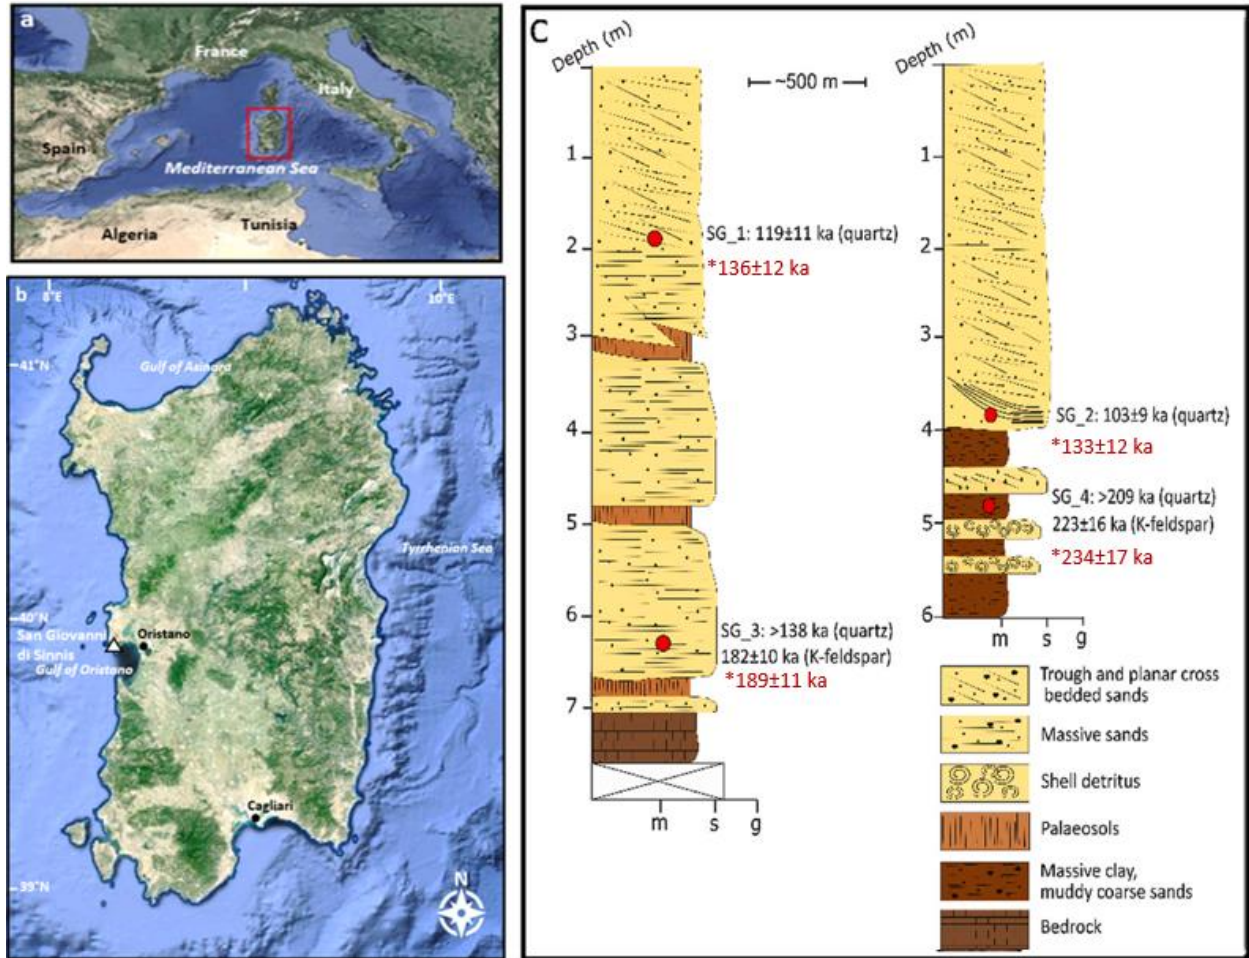 a
France
Italy
Spain
Mediterranean Sea
Algeria
Tunisia
b
8°E
10°E
41°N
Gulf of Asinara
Tyrrhenian Sea
40°N
San Giovanni
di Sinnis
Oristano
Gulf of Oristano
Cagliari
39°N
N
C
Depth (m)
~500 m
1
2
3
4
5
6
7
SG_1: 119±11 ka (quartz)
*136±12 ka
SG_3: >138 ka (quartz)
182±10 ka (K-feldspar)
*189±11 ka
m s g
Depth (m)
1
2
3
4
5
6
SG_2: 103±9 ka (quartz)
*133±12 ka
SG_4: >209 ka (quartz)
223±16 ka (K-feldspar)
*234±17 ka
m s g
Trough and planar cross
bedded sands
Massive sands
Shell detritus
Palaeosols
Massive clay,
muddy coarse sands
Bedrock